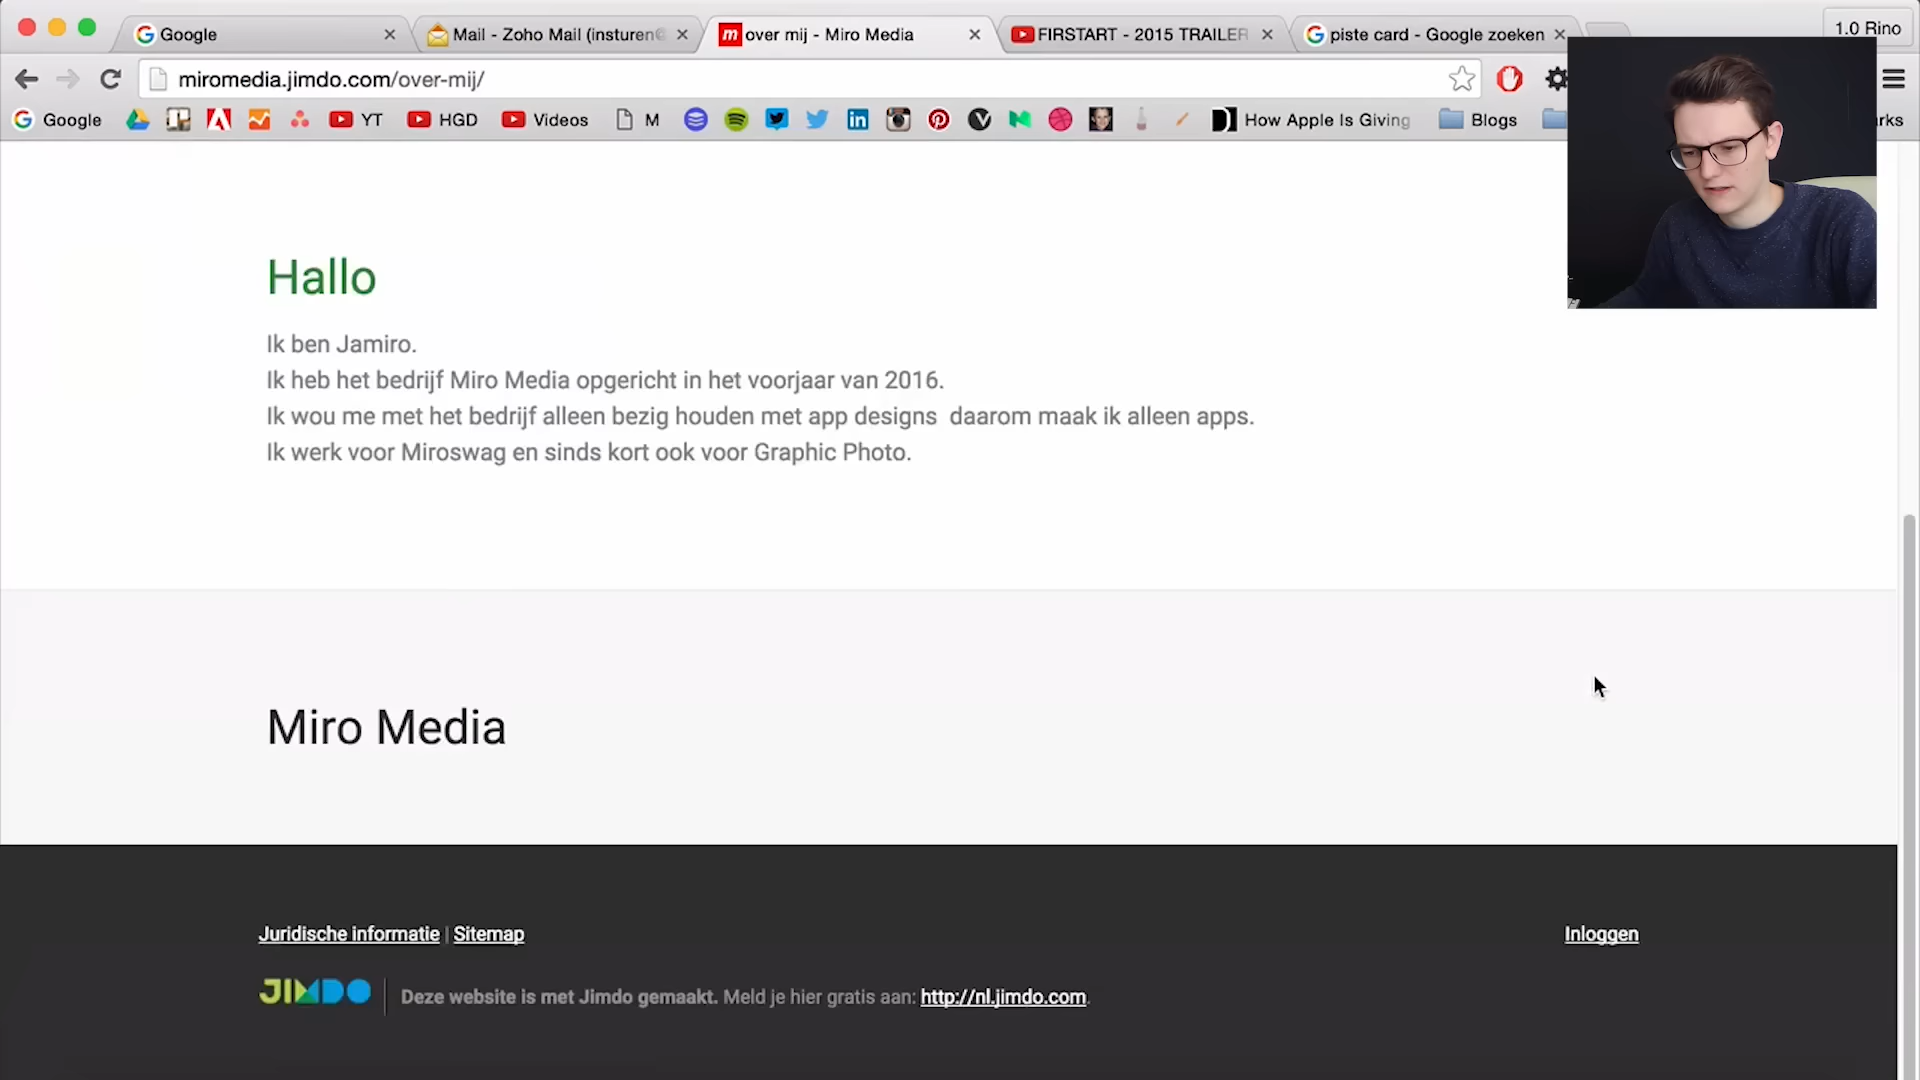 Google
Mail - Zoho Mail (insturen@
over mij - Miro Media
FIRSTART - 2015 TRAILER
piste card - Google zoeken
1.0 Rino
miromedia.jimdo.com/over-mij/
Google
YT
HGD
Videos
M
How Apple Is Giving
Blogs
rks
Hallo
Ik ben Jamiro.
Ik heb het bedrijf Miro Media opgericht in het voorjaar van 2016.
Ik wou me met het bedrijf alleen bezig houden met app designs daarom maak ik alleen apps.
Ik werk voor Miroswag en sinds kort ook voor Graphic Photo.
Miro Media
Juridische informatie | Sitemap
Inloggen
JIMDO
Deze website is met Jimdo gemaakt. Meld je hier gratis aan: http://nl.jimdo.com.